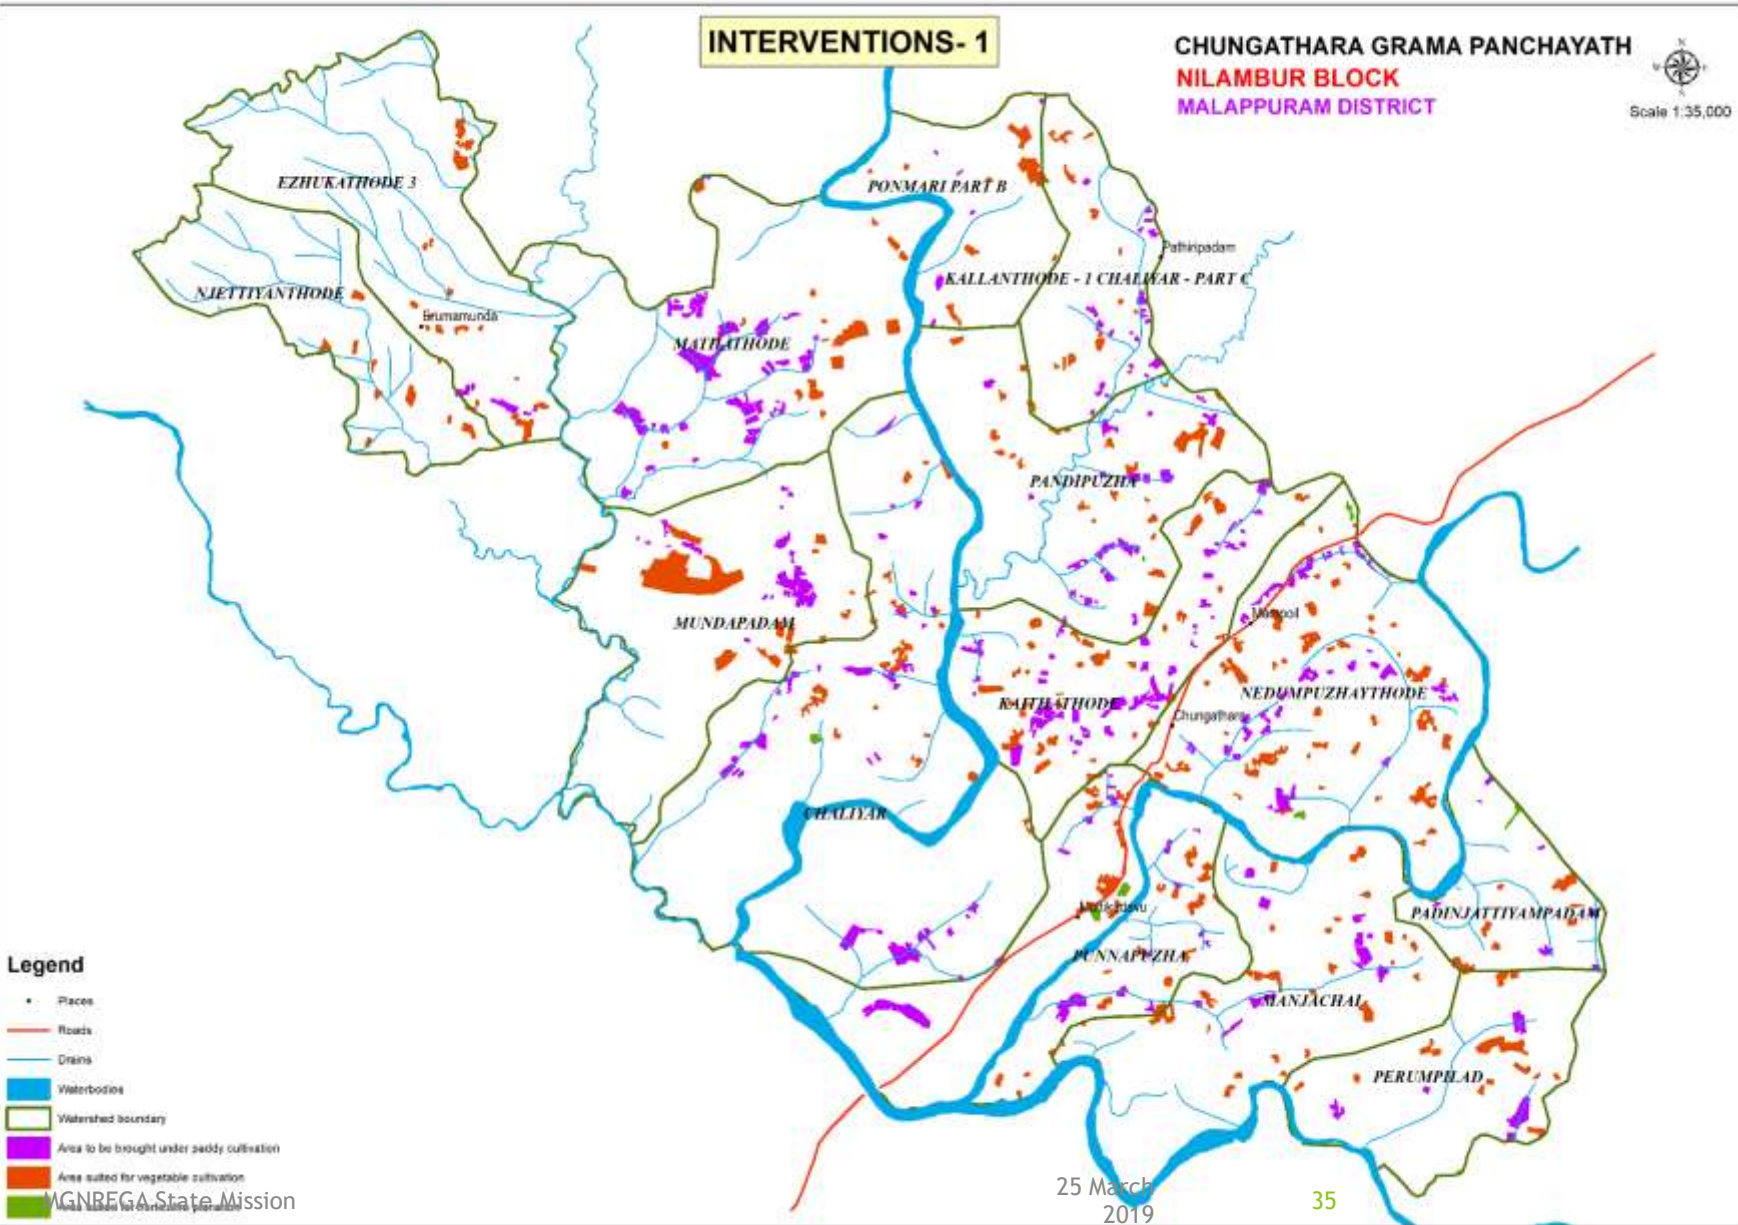 INTERVENTIONS- 1
CHUNGATHARA GRAMA PANCHAYATH
NILAMBUR BLOCK
MALAPPURAM DISTRICT
N
Scale 1:35,000
EZHUKATHODE 3
PONMARI PART B
Pathiripadam
KALLANTHODE - 1 CHALIYAR - PART C
NJETTIYANTHODE
Erumamunda
MATHATHODE
PANDIPUZHA
MUNDAPADAM
KAITHATHODE
NEDUMPUZHAYTHODE
Chungathara
CHALIYAR
PADINJATTIYAMPADAM
PUNNAPUZHA
MANJACHAL
PERUMPILAD
Legend
Places
Roads
Drains
Waterbodies
Watershed boundary
Area to be brought under paddy cultivation
Area suited for vegetable cultivation
MGNREGA State Mission
25 March
2019
35